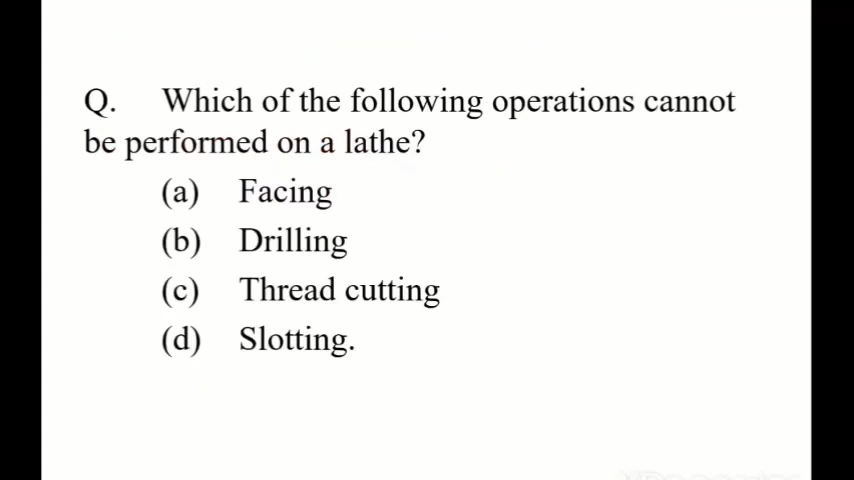 Q. Which of the following operations cannot
be performed on a lathe?
(a) Facing
(b) Drilling
(c) Thread cutting
(d) Slotting.